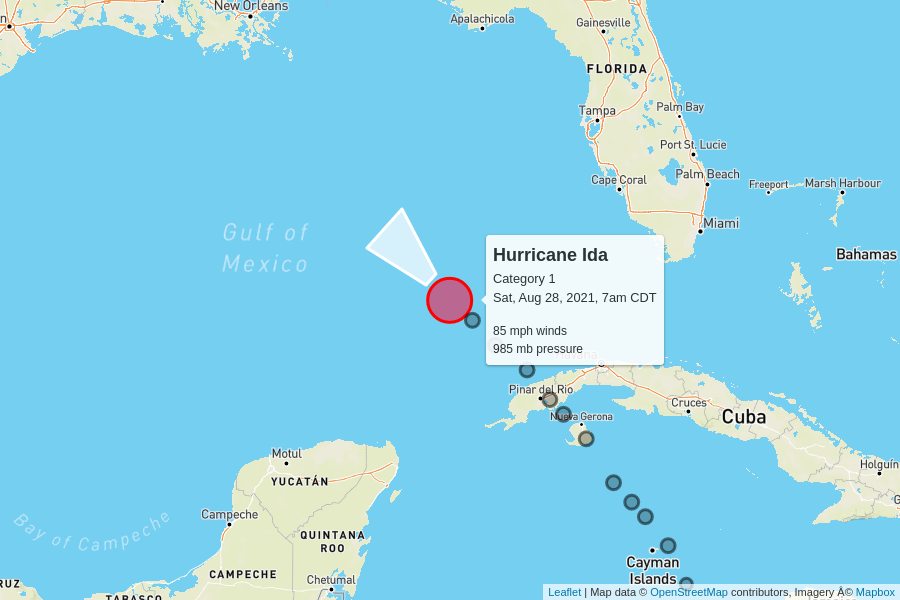 New Orleans
Apalachicola
Gainesville
FLORIDA
Tampa
Palm Bay
Port St. Lucie
Cape Coral
Palm Beach
Freeport
Marsh Harbour
Miami
Gulf of
Mexico
Bahamas
Hurricane Ida
Category 1
Sat, Aug 28, 2021, 7am CDT
85 mph winds
985 mb pressure
Pinar del Rio
Nueva Gerona
Cruces
Cuba
Holguín
Motul
YUCATÁN
Campeche
Bay of Campeche
QUINTANA
ROO
CAMPECHE
Chetumal
Cayman
Islands
RUZ
TABASCO
Leaflet | Map data © OpenStreetMap contributors, Imagery Â© Mapbox